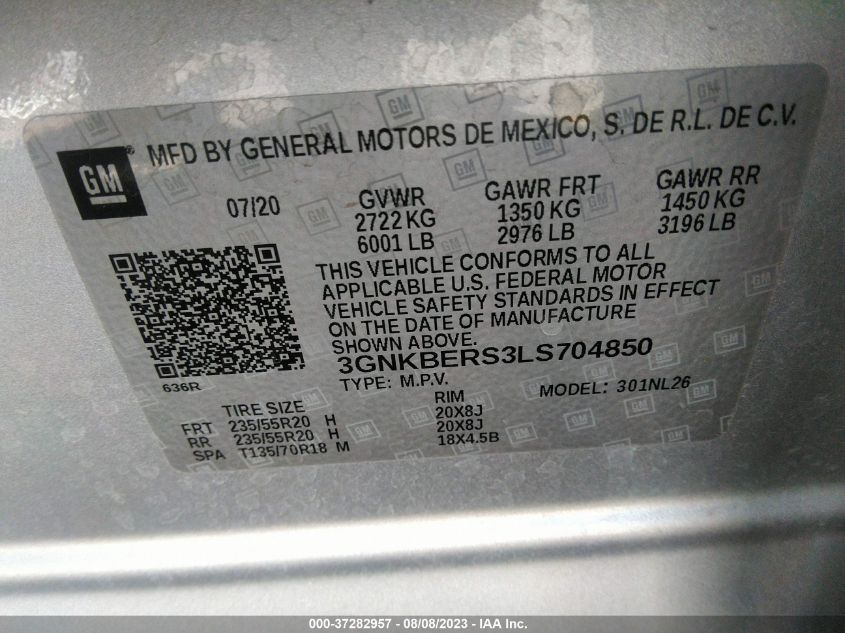 GM
MFD BY GENERAL MOTORS DE MEXICO, S. DE R.L. DE C.V.
07/20
GVWR
2722 KG
6001 LB
GAWR FRT
1350 KG
2976 LB
GAWR RR
1450 KG
3196 LB
THIS VEHICLE CONFORMS TO ALL
APPLICABLE U.S. FEDERAL MOTOR
VEHICLE SAFETY STANDARDS IN EFFECT
ON THE DATE OF MANUFACTURE
SHOWN ABOVE.
3GNKBERS3LS704850
TYPE: M.P.V.
MODEL: 301NL26
636R
TIRE SIZE
RIM
FRT 235/55R20 H 20X8J
RR 235/55R20 H 20X8J
SPA T135/70R18 M 18X4.5B
000-37282957 - 08/08/2023 - IAA Inc.